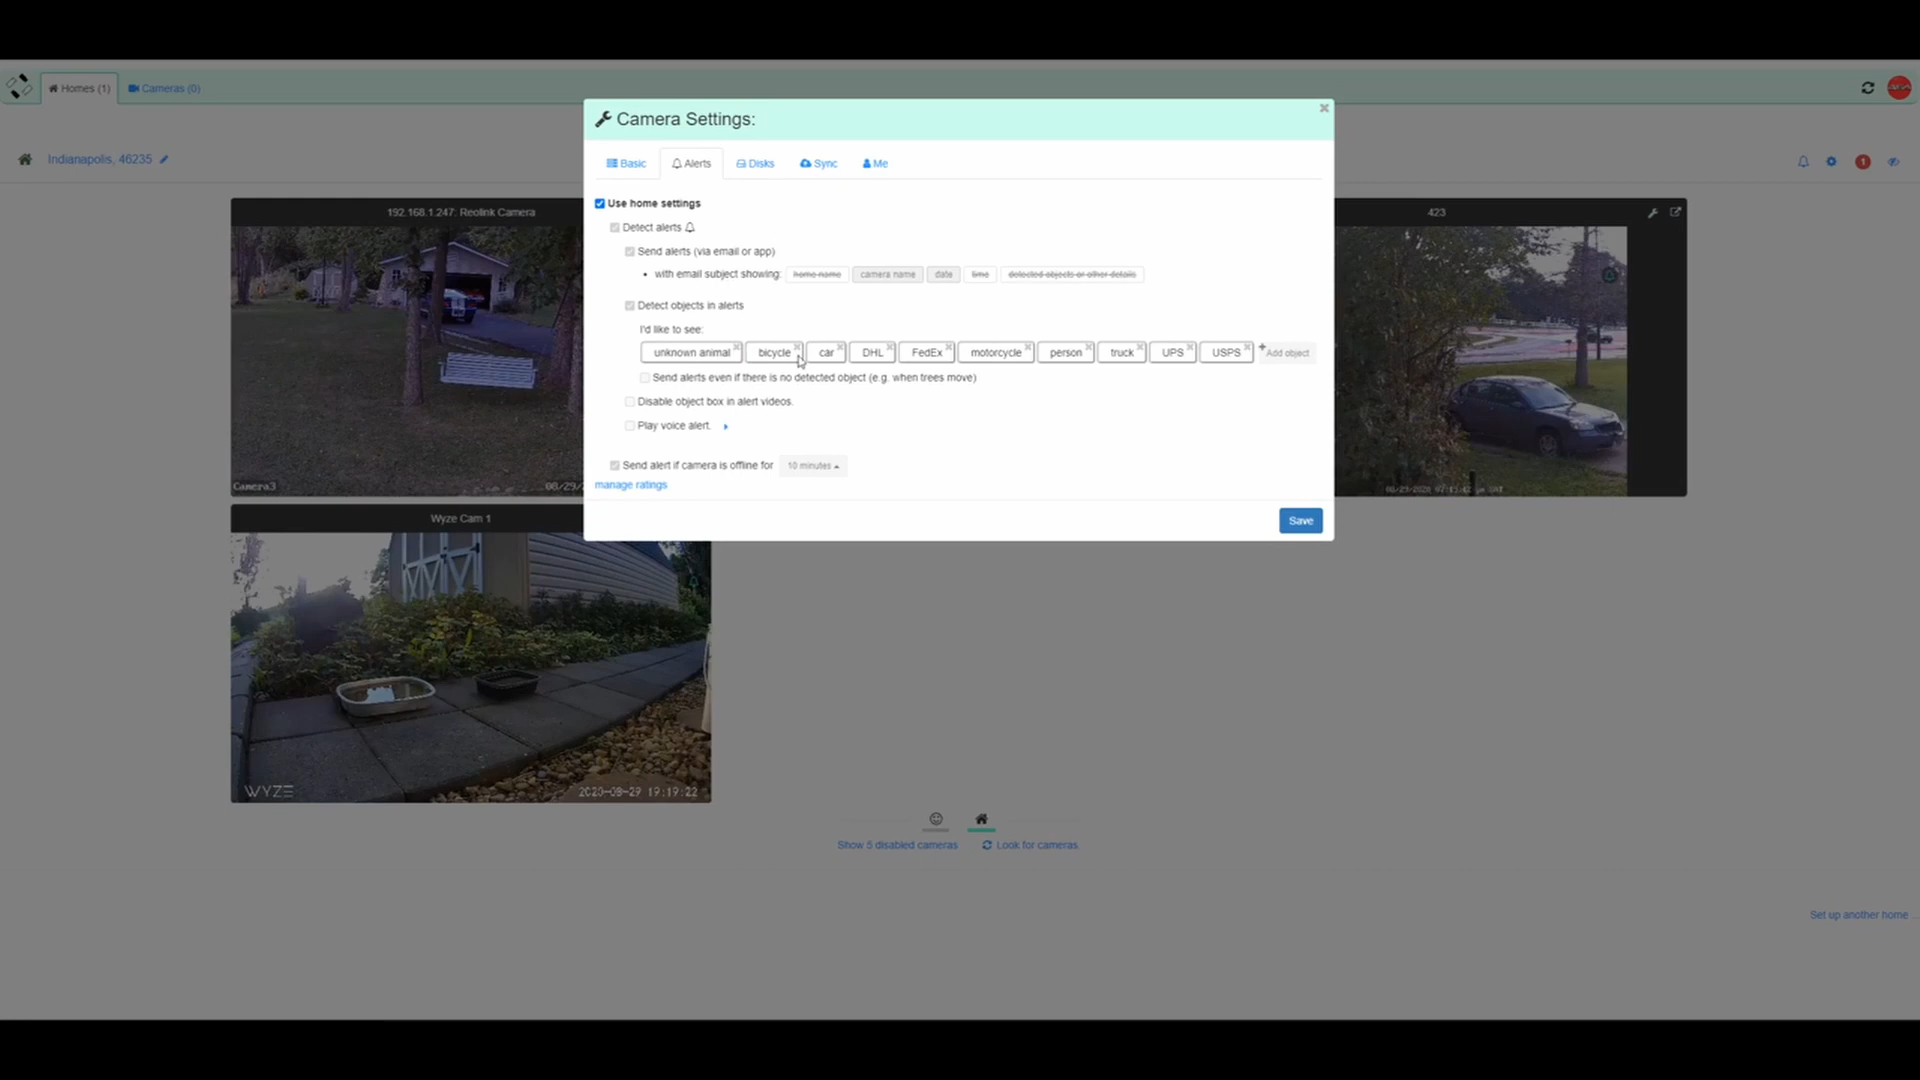 Homes (1)
Cameras (0)
Camera Settings:
Indianapolis, 46235
Basic
Alerts
Disks
Sync
Me
1
Use home settings
192.168.1.247: Reolink Camera
423
Detect alerts
Send alerts (via email or app)
with email subject showing: home name camera name date time detected objects or other details
Detect objects in alerts
I'd like to see:
unknown animal bicycle car DHL FedEx motorcycle person truck UPS USPS Add object
Send alerts even if there is no detected object (e.g. when trees move)
Disable object box in alert videos.
Play voice alert.
Send alert if camera is offline for 10 minutes
manage ratings
Camera3
Save
Wyze Cam 1
WYZE
2020-08-29 19:19:22
Show 5 disabled cameras
Look for cameras
Set up another home ...